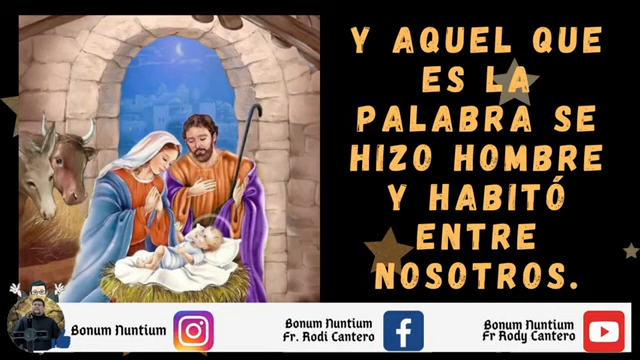 Y AQUEL QUE
ES LA
PALABRA SE
HIZO HOMBRE
Y HABITÓ
ENTRE
NOSOTROS.
Bonum Nuntium
Bonum Nuntium
Fr. Rodi Cantero
Bonum Nuntium
Fr Rody Cantero